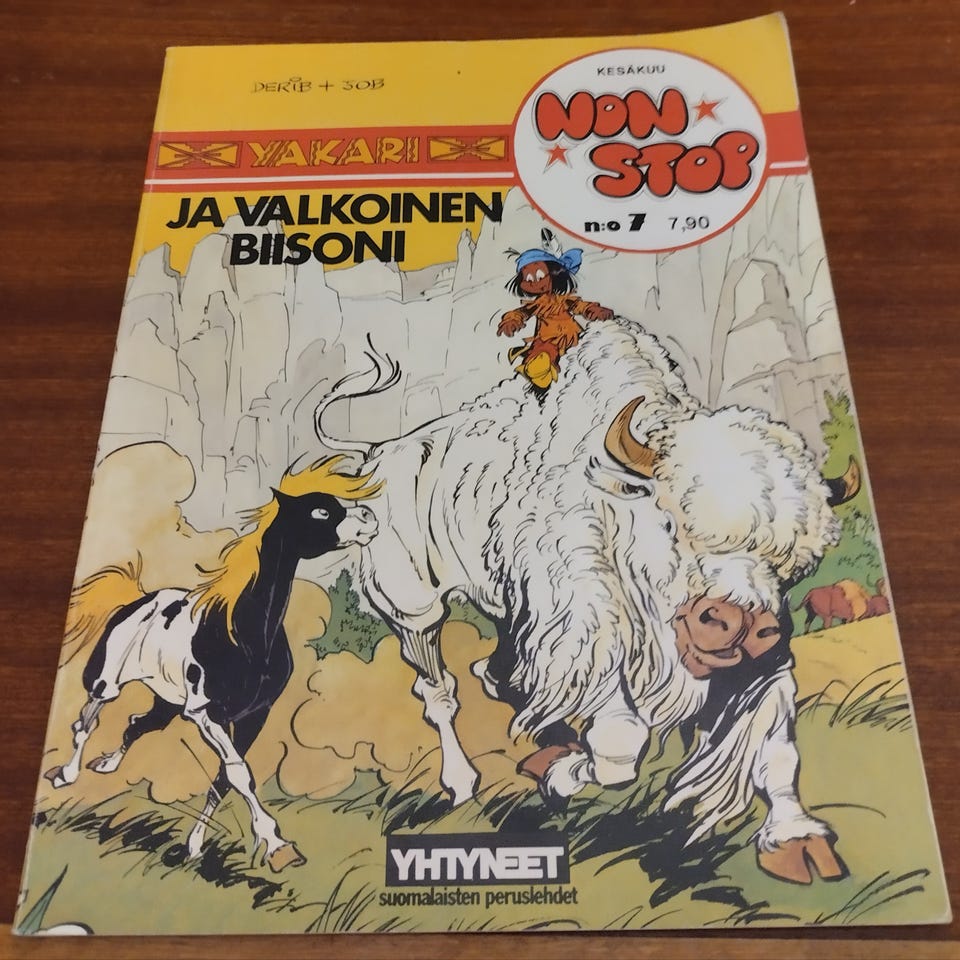 DERIB + JOB
YAKARI
JA VALKOINEN
BIISONI
KESÄKUU
NON
STOP
n:o 7 7,90
YHTYNEET
suomalaisten peruslehdet